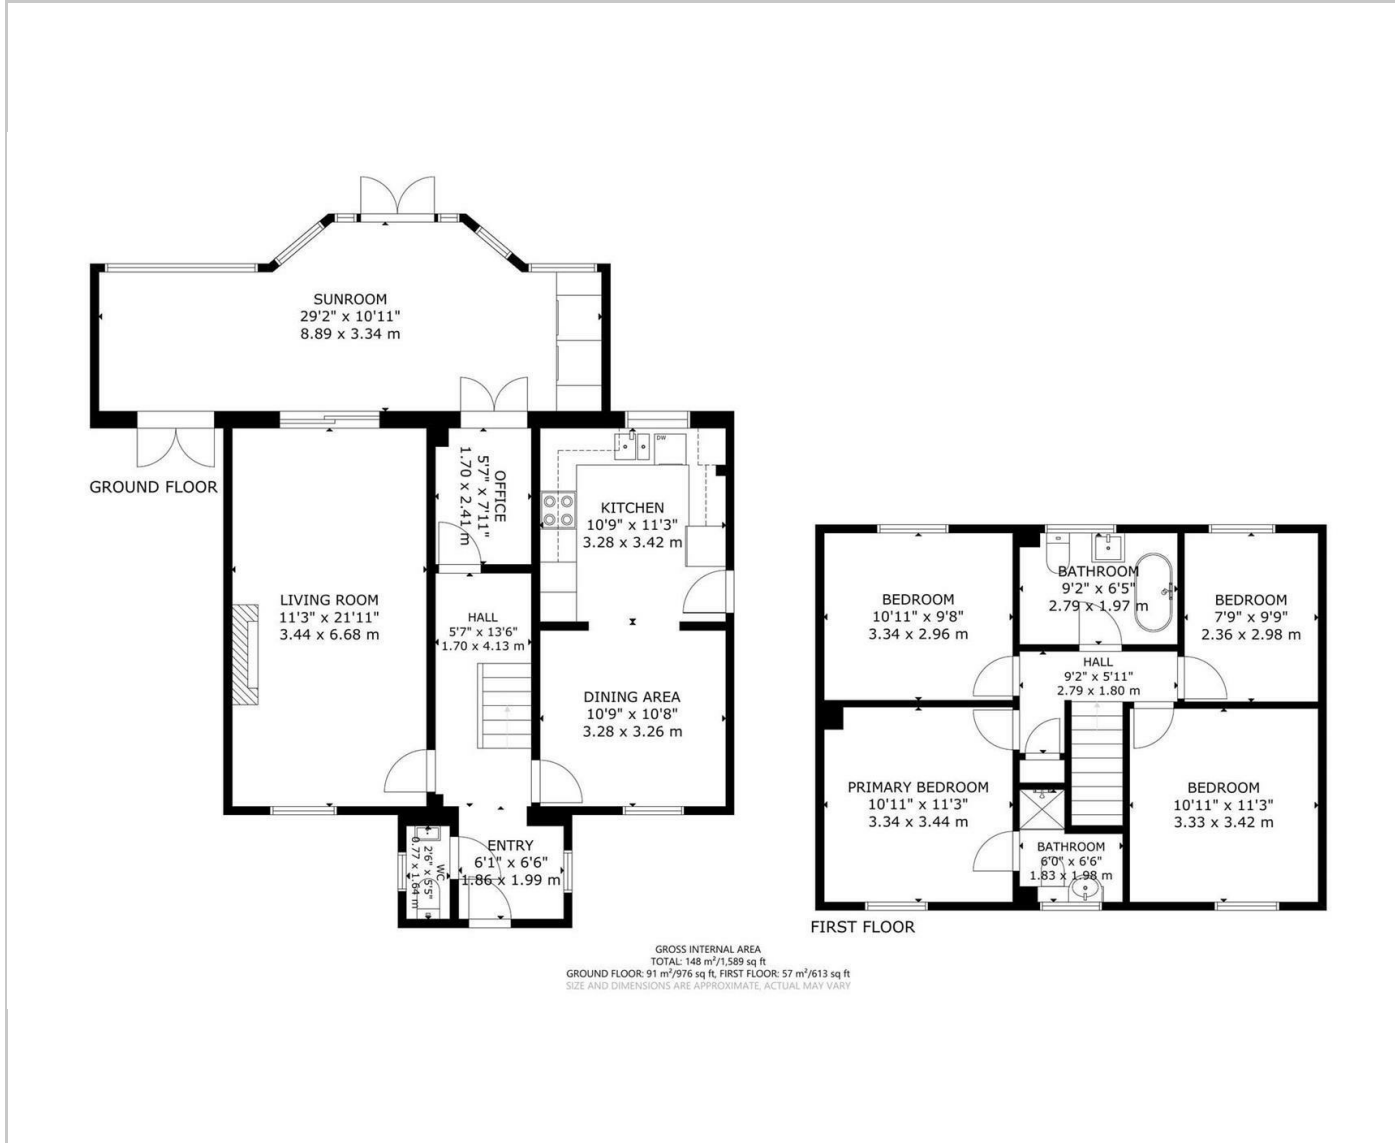 SUNROOM
29'2" x 10'11"
8.89 x 3.34 m
GROUND FLOOR
OFFICE
5'7" x 7'11"
1.70 x 2.41 m
DW
KITCHEN
10'9" x 11'3"
3.28 x 3.42 m
LIVING ROOM
11'3" x 21'11"
3.44 x 6.68 m
HALL
5'7" x 13'6"
1.70 x 4.13 m
DINING AREA
10'9" x 10'8"
3.28 x 3.26 m
WC
2'6" x 5'5"
0.77 x 1.64 m
ENTRY
6'1" x 6'6"
1.86 x 1.99 m
BEDROOM
10'11" x 9'8"
3.34 x 2.96 m
BATHROOM
9'2" x 6'5"
2.79 x 1.97 m
BEDROOM
7'9" x 9'9"
2.36 x 2.98 m
HALL
9'2" x 5'11"
2.79 x 1.80 m
PRIMARY BEDROOM
10'11" x 11'3"
3.34 x 3.44 m
BEDROOM
10'11" x 11'3"
3.33 x 3.42 m
BATHROOM
6'0" x 6'6"
1.83 x 1.98 m
FIRST FLOOR
GROSS INTERNAL AREA
TOTAL: 148 m²/1,589 sq ft
GROUND FLOOR: 91 m²/976 sq ft, FIRST FLOOR: 57 m²/613 sq ft
SIZE AND DIMENSIONS ARE APPROXIMATE, ACTUAL MAY VARY